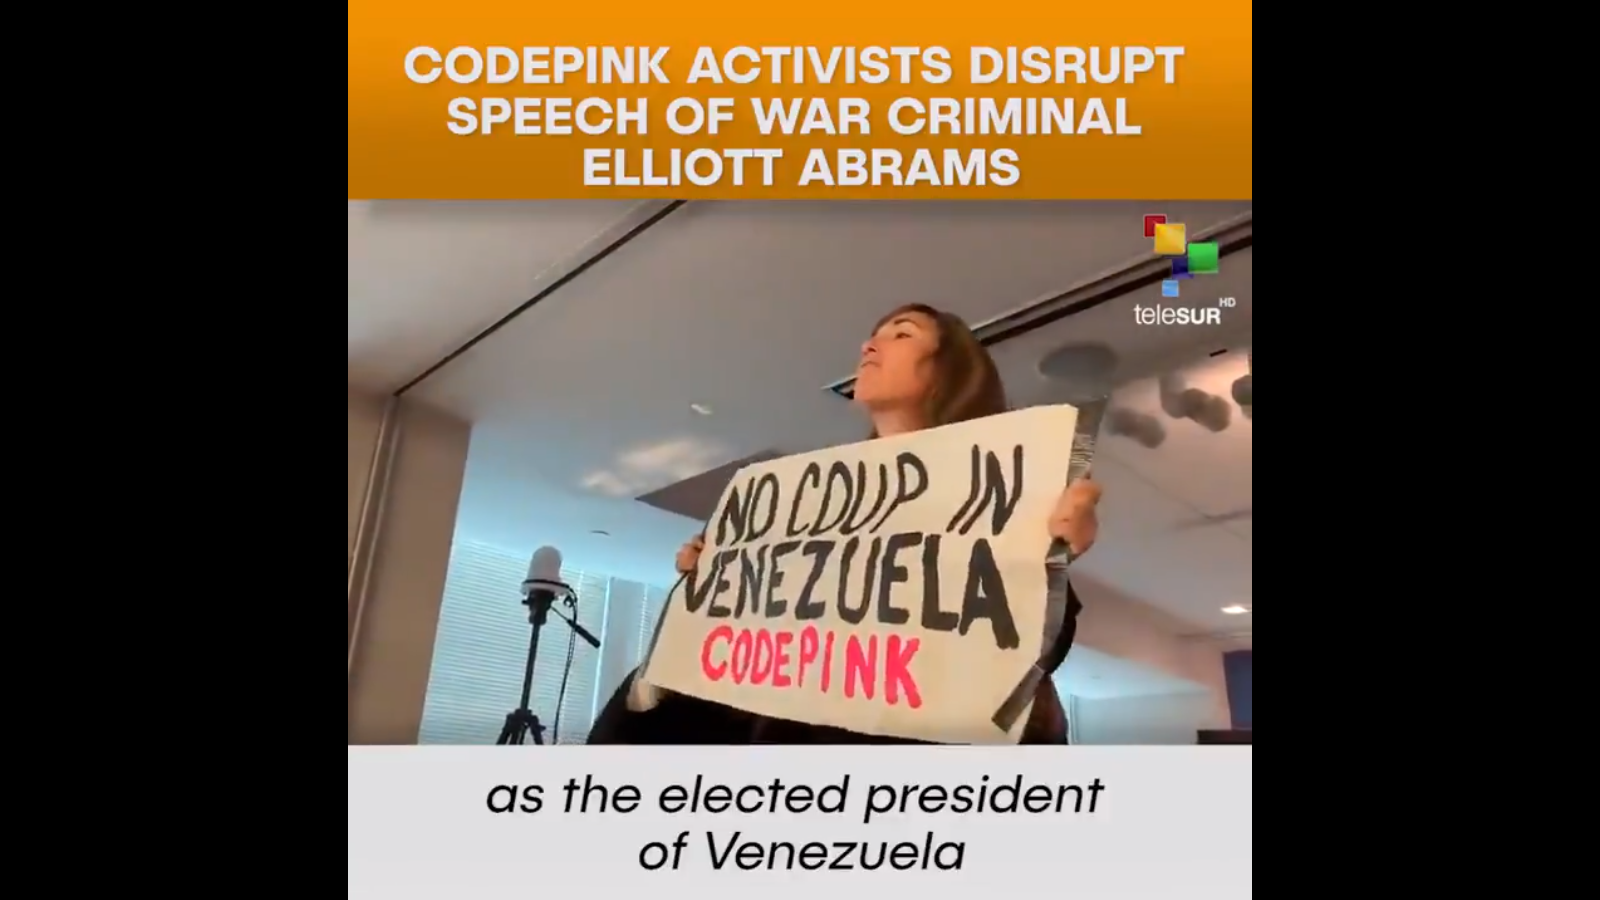 CODEPINK ACTIVISTS DISRUPT
SPEECH OF WAR CRIMINAL
ELLIOTT ABRAMS
teleSUR HD
NO COUP IN
VENEZUELA
CODEPINK
as the elected president
of Venezuela